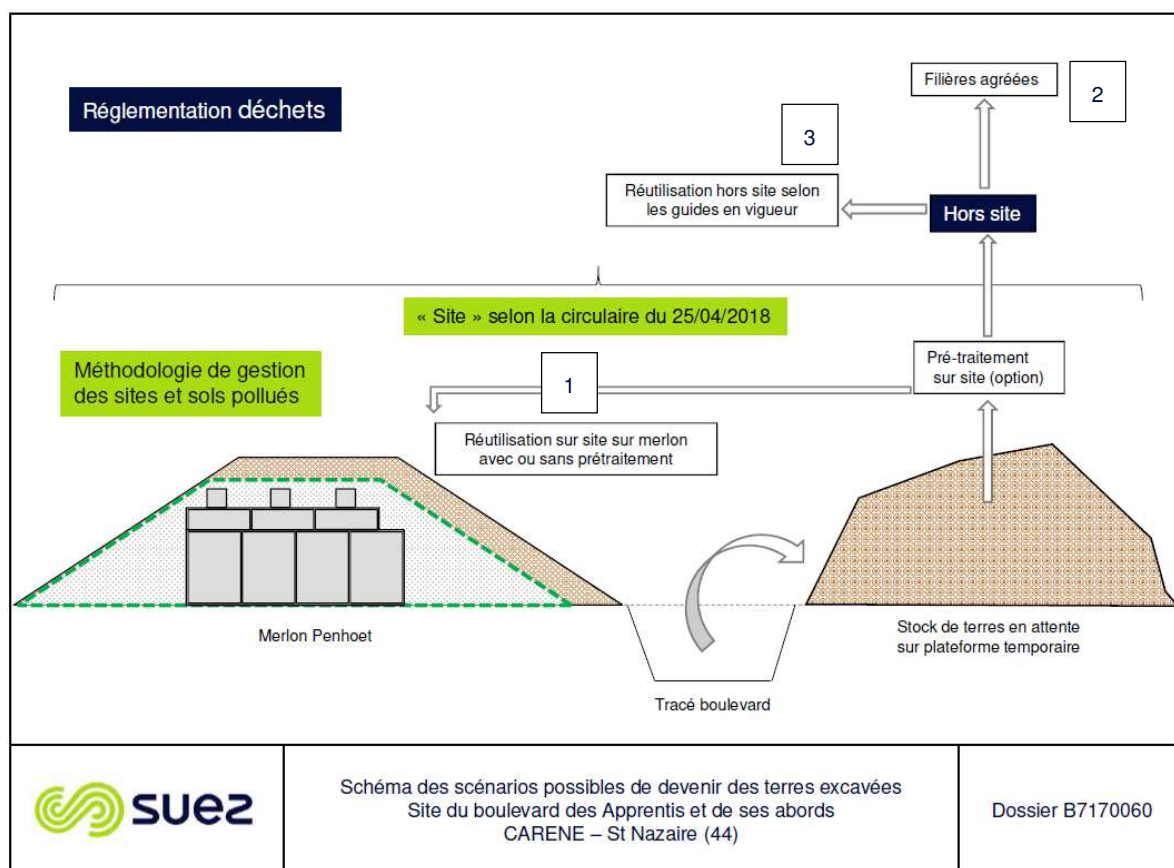 Réglementation déchets
Filières agréées
2
3
Réutilisation hors site selon
les guides en vigueur
Hors site
« Site » selon la circulaire du 25/04/2018
Méthodologie de gestion
des sites et sols pollués
1
Pré-traitement
sur site (option)
Réutilisation sur site sur merlon
avec ou sans prétraitement
Merlon Penhoet
Stock de terres en attente
sur plateforme temporaire
Tracé boulevard
suez
Schéma des scénarios possibles de devenir des terres excavées
Site du boulevard des Apprentis et de ses abords
CARENE – St Nazaire (44)
Dossier B7170060